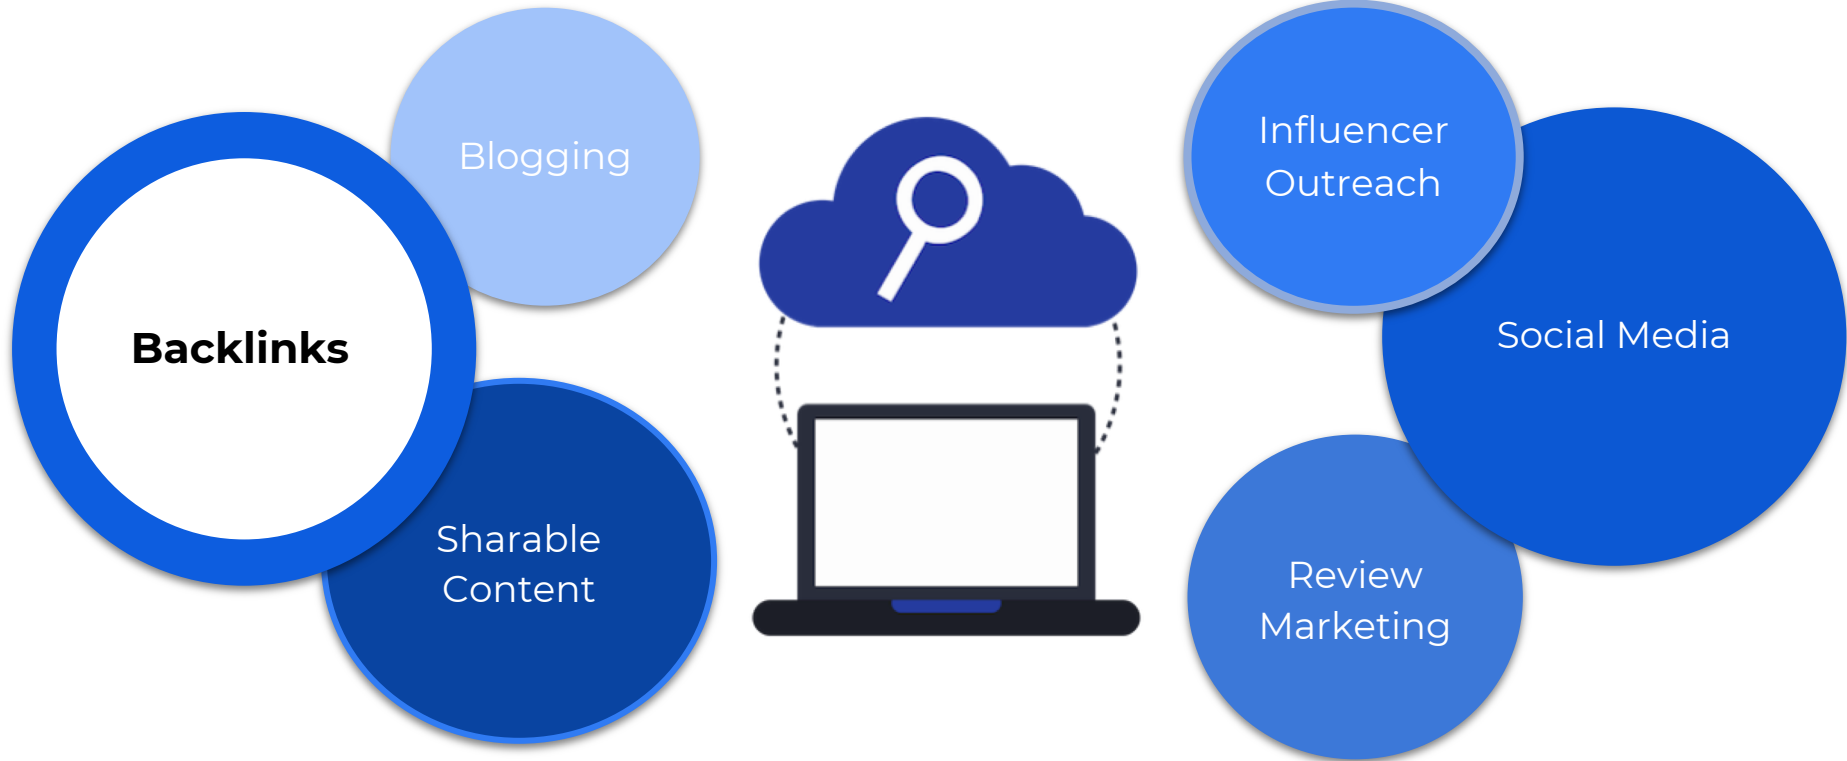 Blogging
Backlinks
Sharable
Content
Influencer
Outreach
Social Media
Review
Marketing